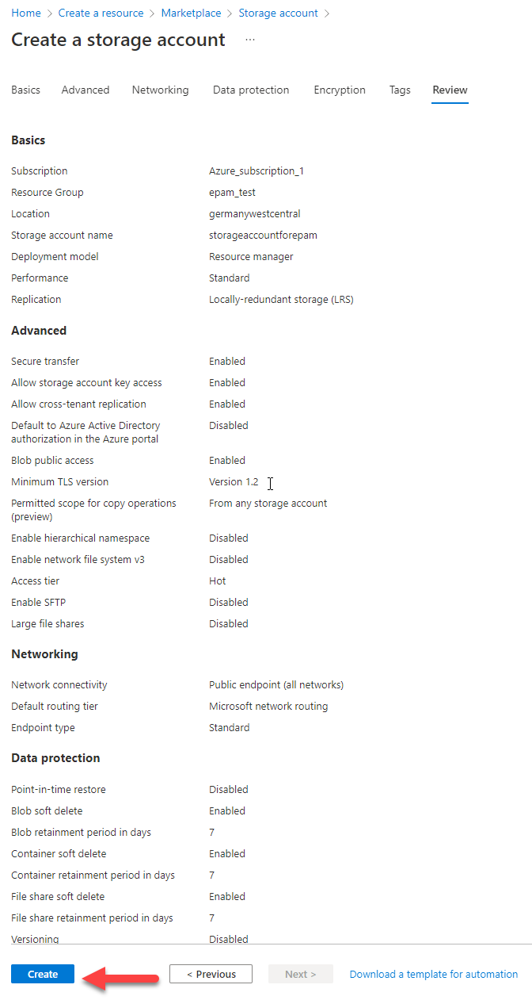 Home > Create a resource > Marketplace > Storage account >
Create a storage account ...
Basics Advanced Networking Data protection Encryption Tags Review
Basics
Subscription Azure_subscription_1
Resource Group epam_test
Location germanywestcentral
Storage account name storageaccountforepam
Deployment model Resource manager
Performance Standard
Replication Locally-redundant storage (LRS)
Advanced
Secure transfer Enabled
Allow storage account key access Enabled
Allow cross-tenant replication Enabled
Default to Azure Active Directory Disabled
authorization in the Azure portal
Blob public access Enabled
Minimum TLS version Version 1.2
Permitted scope for copy operations From any storage account
(preview)
Enable hierarchical namespace Disabled
Enable network file system v3 Disabled
Access tier Hot
Enable SFTP Disabled
Large file shares Disabled
Networking
Network connectivity Public endpoint (all networks)
Default routing tier Microsoft network routing
Endpoint type Standard
Data protection
Point-in-time restore Disabled
Blob soft delete Enabled
Blob retainment period in days 7
Container soft delete Enabled
Container retainment period in days 7
File share soft delete Enabled
File share retainment period in days 7
Versioning Disabled
Create < Previous Next > Download a template for automation